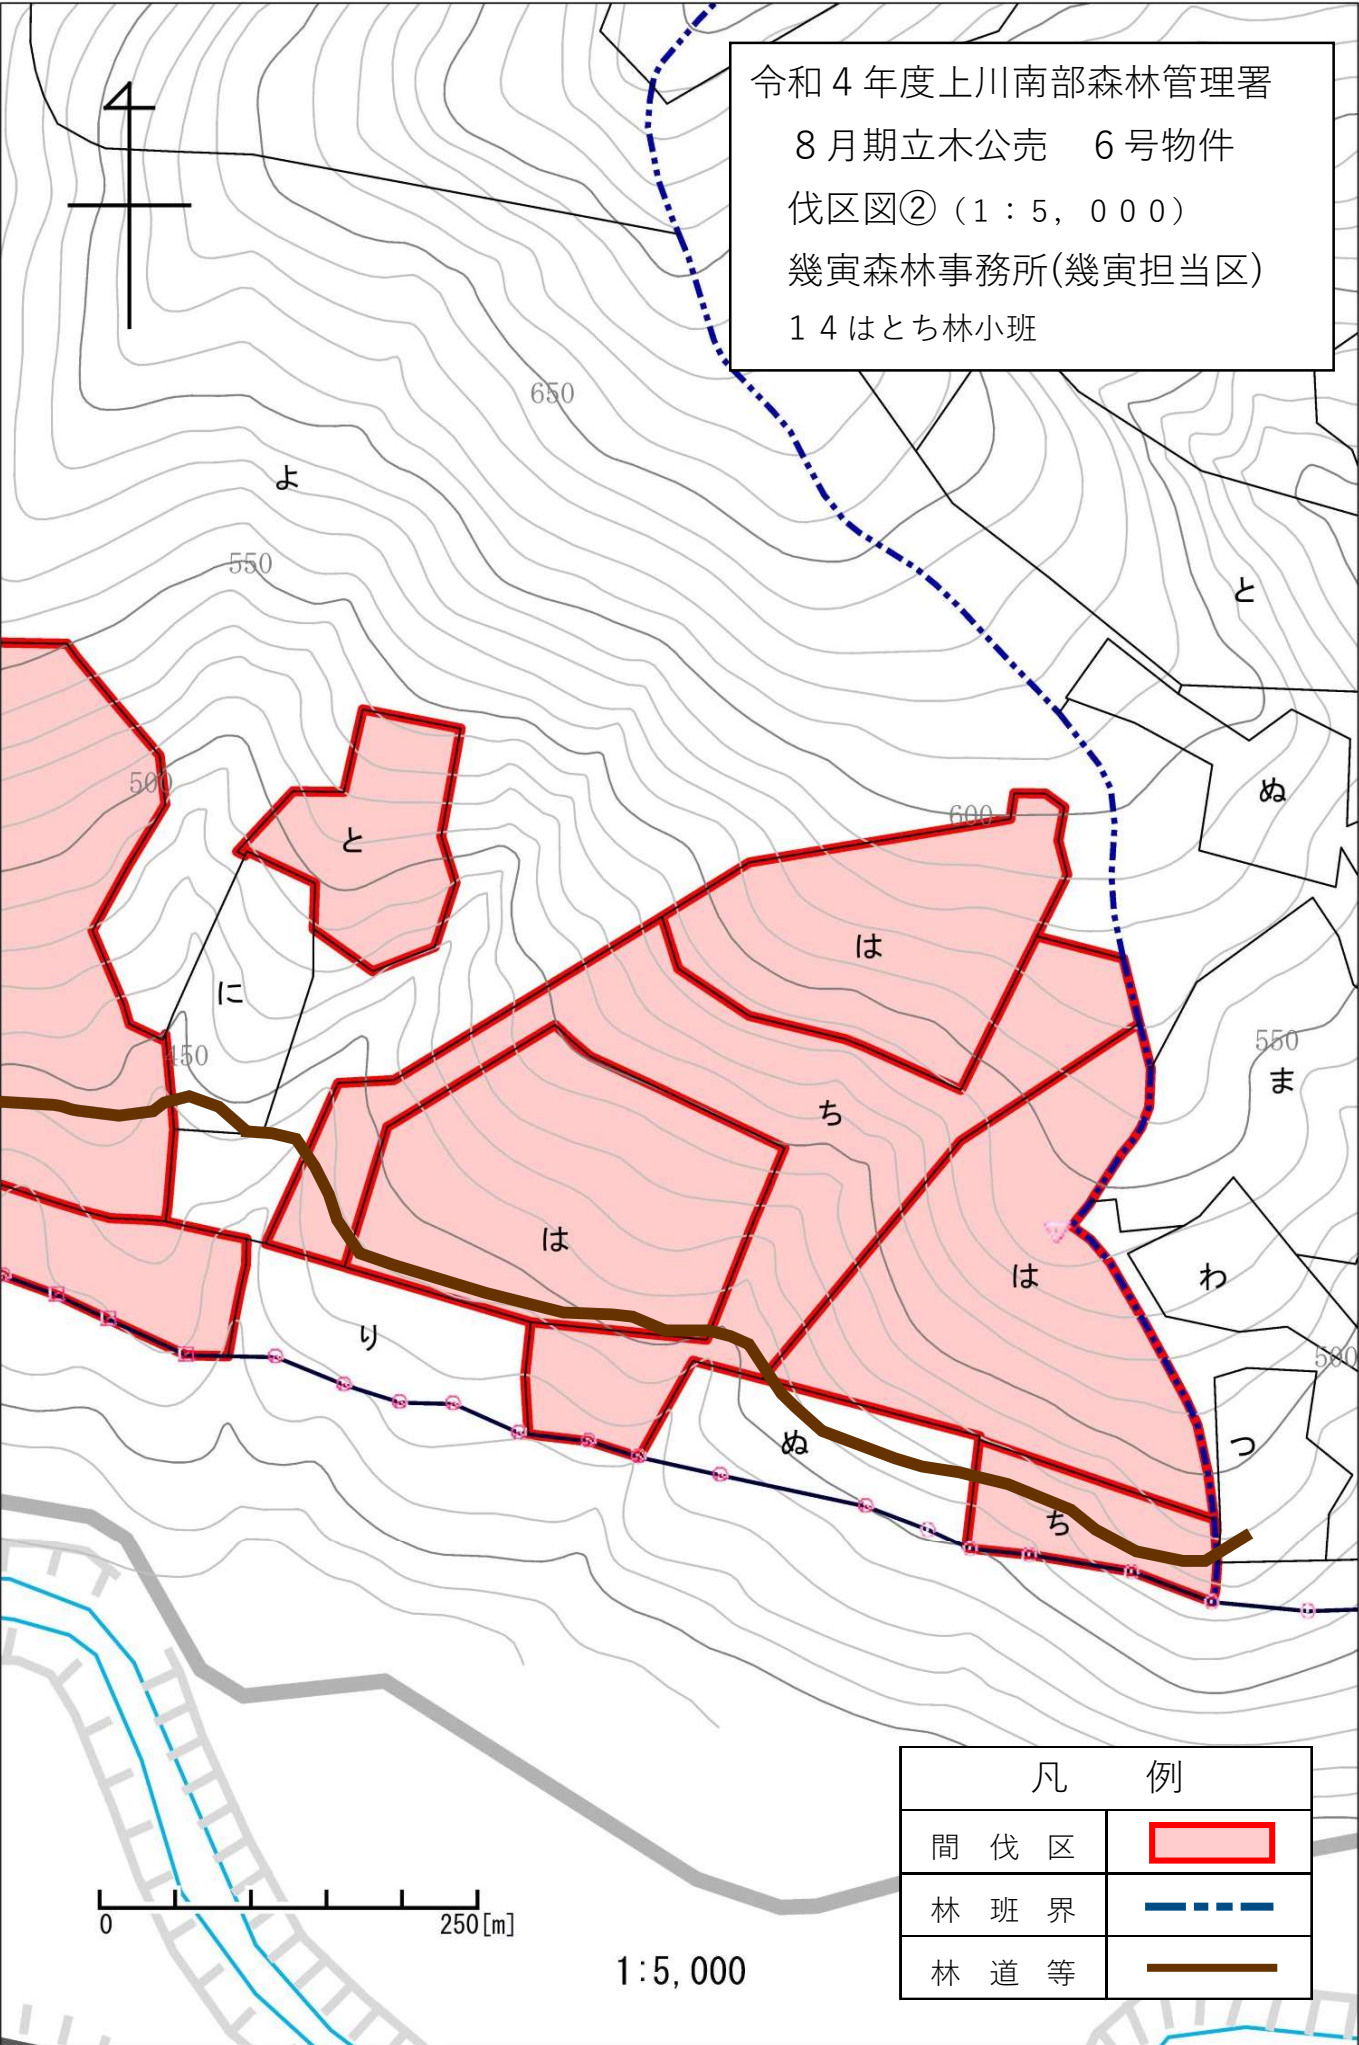 令和４年度上川南部森林管理署
８月期立木公売　６号物件
伐区図②（１：５，０００）
幾寅森林事務所(幾寅担当区)
１４はとち林小班
650
よ
550
と
500
ぬ
600
と
は
に
550
450
ま
ち
は
は
わ
り
500
ぬ
つ
ち
凡　例
間　伐　区
林　班　界
林　道　等
0
250[m]
1:5,000